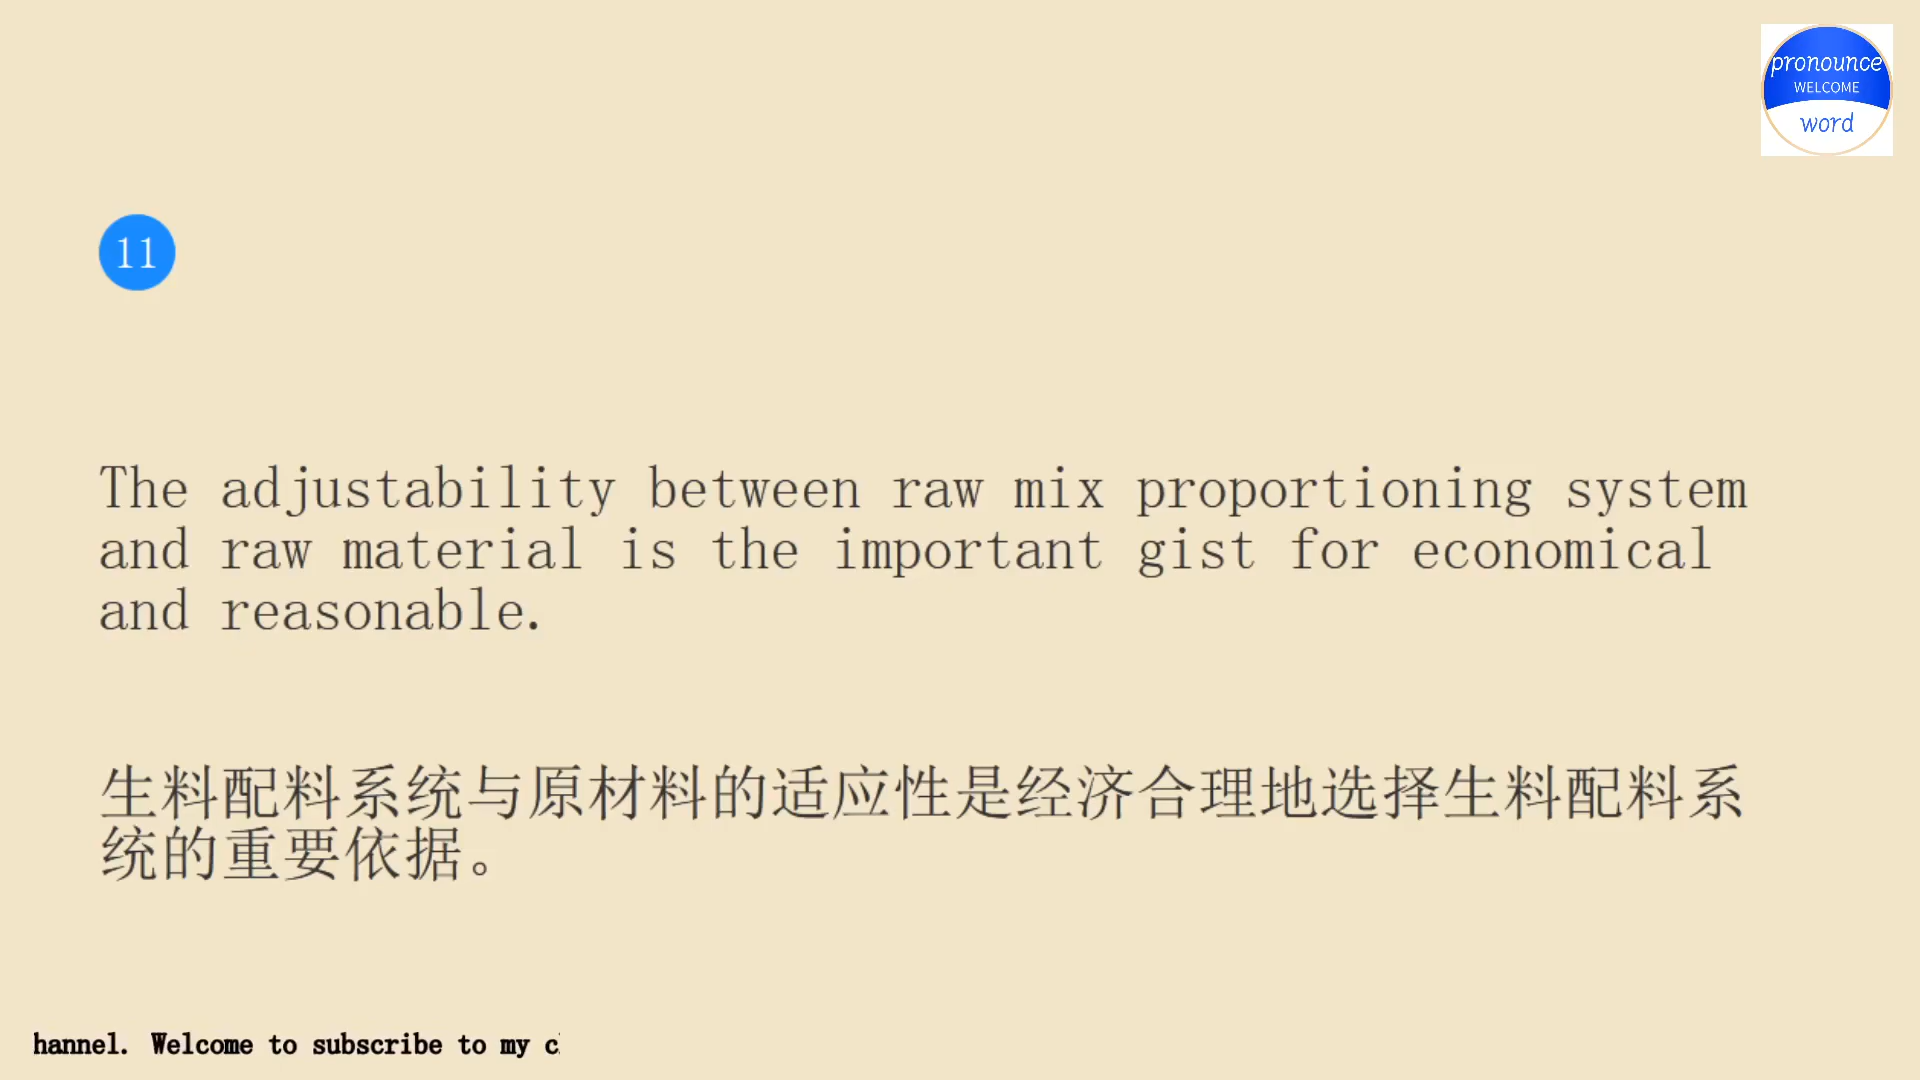 pronounce
WELCOME
word
11
The adjustability between raw mix proportioning system
and raw material is the important gist for economical
and reasonable.
生料配料系统与原材料的适应性是经济合理地选择生料配料系
统的重要依据。
hannel. Welcome to subscribe to my c